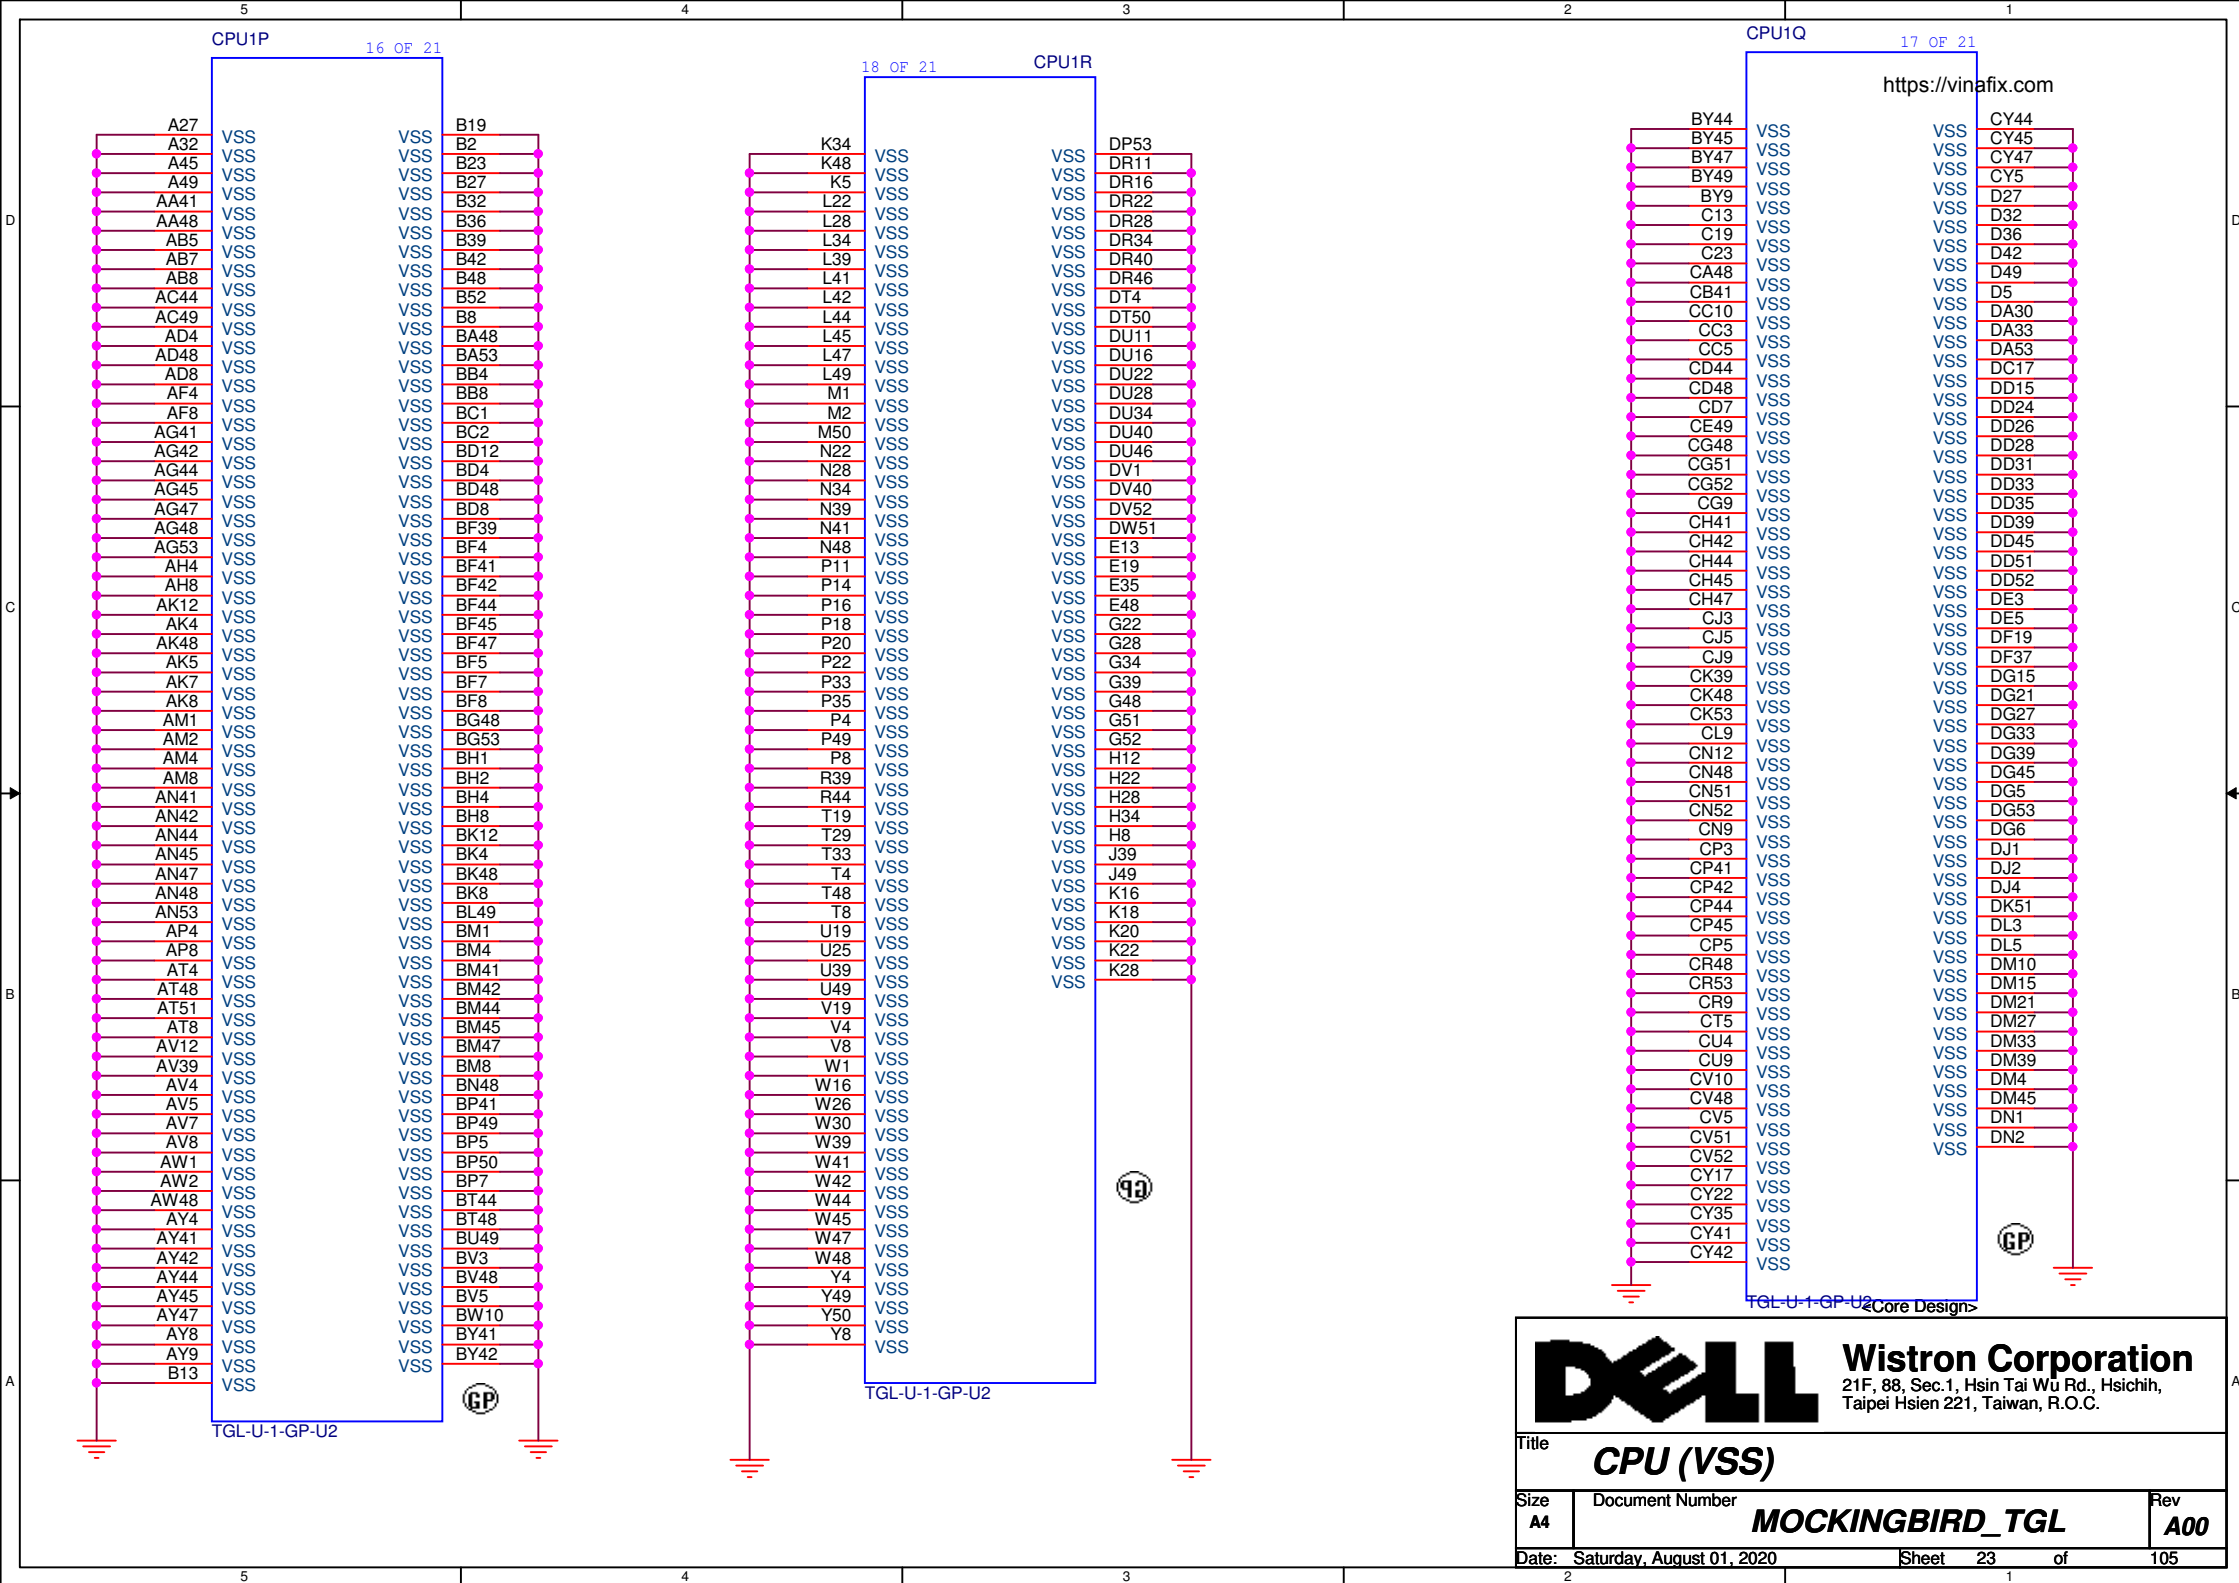 5 4 3 2 1
CPU1P
16 OF 21
A27 VSS VSS B19
A32 VSS VSS B2
A45 VSS VSS B23
A49 VSS VSS B27
AA41 VSS VSS B32
AA48 VSS VSS B36
AB5 VSS VSS B39
AB7 VSS VSS B42
AB8 VSS VSS B48
AC44 VSS VSS B52
AC49 VSS VSS B8
AD4 VSS VSS BA48
AD48 VSS VSS BA53
AD8 VSS VSS BB4
AF4 VSS VSS BB8
AF8 VSS VSS BC1
AG41 VSS VSS BC2
AG42 VSS VSS BD12
AG44 VSS VSS BD4
AG45 VSS VSS BD48
AG47 VSS VSS BD8
AG48 VSS VSS BF39
AG53 VSS VSS BF4
AH4 VSS VSS BF41
AH8 VSS VSS BF42
AK12 VSS VSS BF44
AK4 VSS VSS BF45
AK48 VSS VSS BF47
AK5 VSS VSS BF5
AK7 VSS VSS BF7
AK8 VSS VSS BF8
AM1 VSS VSS BG48
AM2 VSS VSS BG53
AM4 VSS VSS BH1
AM8 VSS VSS BH2
AN41 VSS VSS BH4
AN42 VSS VSS BH8
AN44 VSS VSS BK12
AN45 VSS VSS BK4
AN47 VSS VSS BK48
AN48 VSS VSS BK8
AN53 VSS VSS BL49
AP4 VSS VSS BM1
AP8 VSS VSS BM4
AT4 VSS VSS BM41
AT48 VSS VSS BM42
AT51 VSS VSS BM44
AT8 VSS VSS BM45
AV12 VSS VSS BM47
AV39 VSS VSS BM8
AV4 VSS VSS BN48
AV5 VSS VSS BP41
AV7 VSS VSS BP49
AV8 VSS VSS BP5
AW1 VSS VSS BP50
AW2 VSS VSS BP7
AW48 VSS VSS BT44
AY4 VSS VSS BT48
AY41 VSS VSS BU49
AY42 VSS VSS BV3
AY44 VSS VSS BV48
AY45 VSS VSS BV5
AY47 VSS VSS BW10
AY8 VSS VSS BY41
AY9 VSS VSS BY42
B13 VSS
GP
TGL-U-1-GP-U2
18 OF 21
CPU1R
K34 VSS VSS DP53
K48 VSS VSS DR11
K5 VSS VSS DR16
L22 VSS VSS DR22
L28 VSS VSS DR28
L34 VSS VSS DR34
L39 VSS VSS DR40
L41 VSS VSS DR46
L42 VSS VSS DT4
L44 VSS VSS DT50
L45 VSS VSS DU11
L47 VSS VSS DU16
L49 VSS VSS DU22
M1 VSS VSS DU28
M2 VSS VSS DU34
M50 VSS VSS DU40
N22 VSS VSS DU46
N28 VSS VSS DV1
N34 VSS VSS DV40
N39 VSS VSS DV52
N41 VSS VSS DW51
N48 VSS VSS E13
P11 VSS VSS E19
P14 VSS VSS E35
P16 VSS VSS E48
P18 VSS VSS G22
P20 VSS VSS G28
P22 VSS VSS G34
P33 VSS VSS G39
P35 VSS VSS G48
P4 VSS VSS G51
P49 VSS VSS G52
P8 VSS VSS H12
R39 VSS VSS H22
R44 VSS VSS H28
T19 VSS VSS H34
T29 VSS VSS H8
T33 VSS VSS J39
T4 VSS VSS J49
T48 VSS VSS K16
T8 VSS VSS K18
U19 VSS VSS K20
U25 VSS VSS K22
U39 VSS VSS K28
U49 VSS
V19 VSS
V4 VSS
V8 VSS
W1 VSS
W16 VSS
W26 VSS
W30 VSS
W39 VSS
W41 VSS
W42 VSS
W44 VSS
W45 VSS
W47 VSS
W48 VSS
Y4 VSS
Y49 VSS
Y50 VSS
Y8 VSS
GP
TGL-U-1-GP-U2
CPU1Q
17 OF 21
https://vinafix.com
BY44 VSS VSS CY44
BY45 VSS VSS CY45
BY47 VSS VSS CY47
BY49 VSS VSS CY5
BY9 VSS VSS D27
C13 VSS VSS D32
C19 VSS VSS D36
C23 VSS VSS D42
CA48 VSS VSS D49
CB41 VSS VSS D5
CC10 VSS VSS DA30
CC3 VSS VSS DA33
CC5 VSS VSS DA53
CD44 VSS VSS DC17
CD48 VSS VSS DD15
CD7 VSS VSS DD24
CE49 VSS VSS DD26
CG48 VSS VSS DD28
CG51 VSS VSS DD31
CG52 VSS VSS DD33
CG9 VSS VSS DD35
CH41 VSS VSS DD39
CH42 VSS VSS DD45
CH44 VSS VSS DD51
CH45 VSS VSS DD52
CH47 VSS VSS DE3
CJ3 VSS VSS DE5
CJ5 VSS VSS DF19
CJ9 VSS VSS DF37
CK39 VSS VSS DG15
CK48 VSS VSS DG21
CK53 VSS VSS DG27
CL9 VSS VSS DG33
CN12 VSS VSS DG39
CN48 VSS VSS DG45
CN51 VSS VSS DG5
CN52 VSS VSS DG53
CN9 VSS VSS DG6
CP3 VSS VSS DJ1
CP41 VSS VSS DJ2
CP42 VSS VSS DJ4
CP44 VSS VSS DK51
CP45 VSS VSS DL3
CP5 VSS VSS DL5
CR48 VSS VSS DM10
CR53 VSS VSS DM15
CR9 VSS VSS DM21
CT5 VSS VSS DM27
CU4 VSS VSS DM33
CU9 VSS VSS DM39
CV10 VSS VSS DM4
CV48 VSS VSS DM45
CV5 VSS VSS DN1
CV51 VSS VSS DN2
CV52 VSS
CY17 VSS
CY22 VSS
CY35 VSS
CY41 VSS
CY42 VSS
GP
TGL-U-1-GP-U2
<Core Design>
D D
C C
B B
A A
DELL
Wistron Corporation
21F, 88, Sec.1, Hsin Tai Wu Rd., Hsichih,
Taipei Hsien 221, Taiwan, R.O.C.
Title
CPU (VSS)
Size
A4
Document Number
MOCKINGBIRD_TGL
Rev
A00
Date: Saturday, August 01, 2020 Sheet 23 of 105
5 4 3 2 1